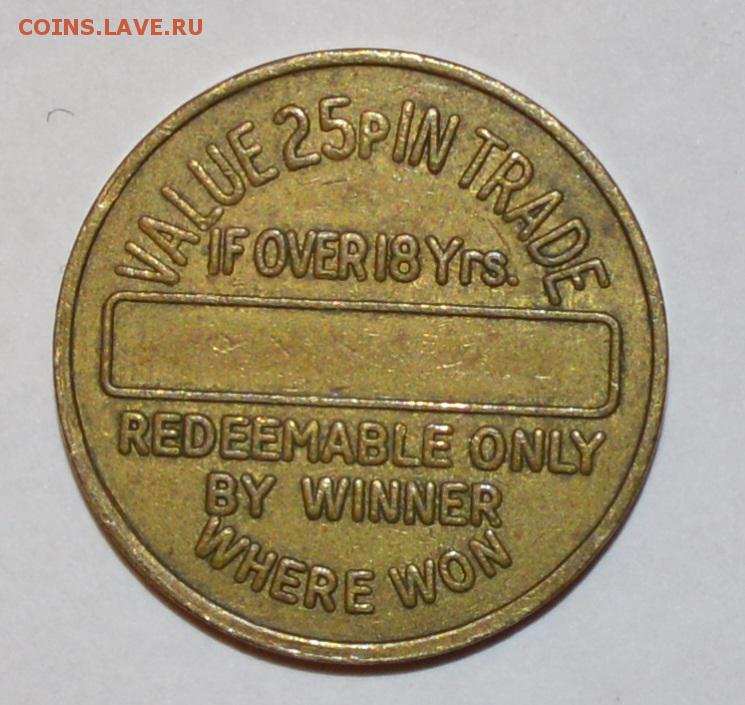 COINS.LAVE.RU
VALUE 25P IN TRADE
IF OVER 18 Yrs.
REDEEMABLE ONLY
BY WINNER
WHERE WON